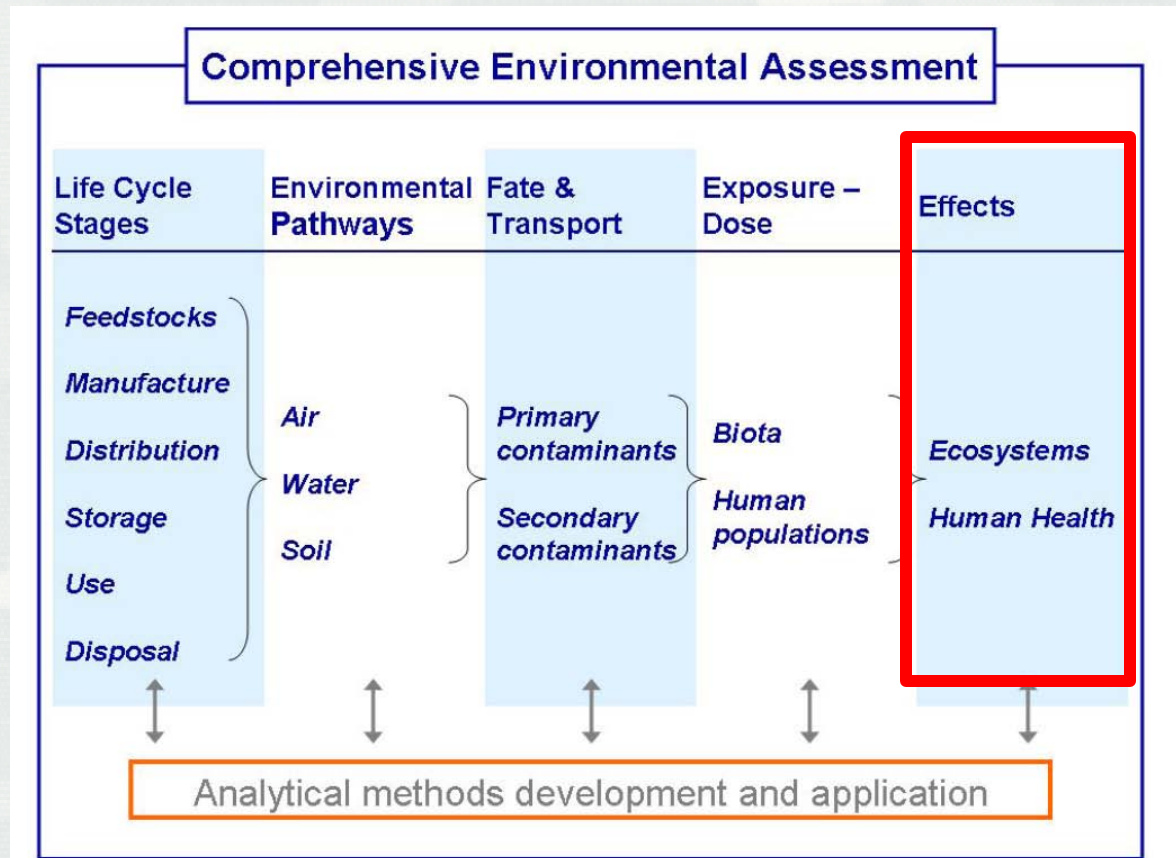 Comprehensive Environmental Assessment
Life Cycle
Stages
Environmental
Pathways
Fate &
Transport
Exposure –
Dose
Effects
Feedstocks
Manufacture
Distribution
Storage
Use
Disposal
Air
Water
Soil
Primary
contaminants
Secondary
contaminants
Biota
Human
populations
Ecosystems
Human Health
Analytical methods development and application